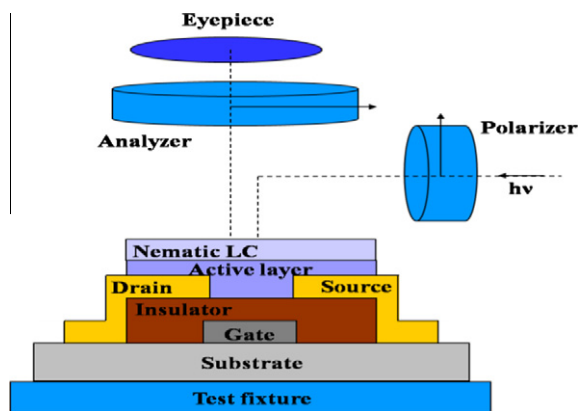 Eyepiece
Analyzer
Polarizer
hν
Nematic LC
Active layer
Drain
Source
Insulator
Gate
Substrate
Test fixture